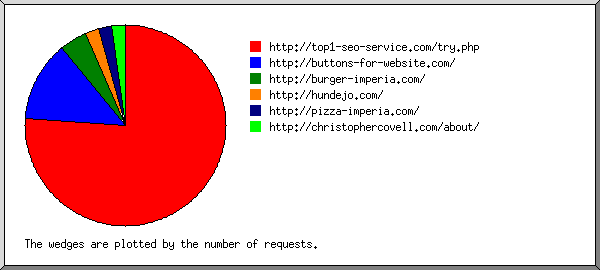 http://top1-seo-service.com/try.php
http://buttons-for-website.com/
http://burger-imperia.com/
http://hundejo.com/
http://pizza-imperia.com/
http://christophercovell.com/about/
The wedges are plotted by the number of requests.